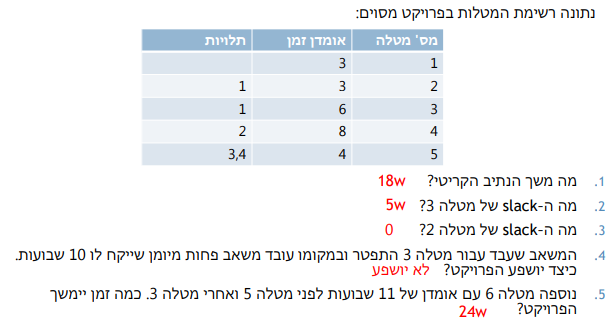 נתונה רשימת המטלות בפרויקט מסוים:
מס' מטלה אומדן זמן תלויות
1 3
2 3 1
3 6 1
4 8 2
5 4 3,4
1. מה משך הנתיב הקריטי? 18w
2. מה ה-slack של מטלה 3? 5w
3. מה ה-slack של מטלה 2? 0
4. המשאב שעבד עבור מטלה 3 התפטר ובמקומו עובד משאב פחות מיומן שייקח לו 10 שבועות.
כיצד יושפע הפרויקט? לא יושפע
5. נוספה מטלה 6 עם אומדן של 11 שבועות לפני מטלה 5 ואחרי מטלה 3. כמה זמן יימשך
הפרויקט? 24w